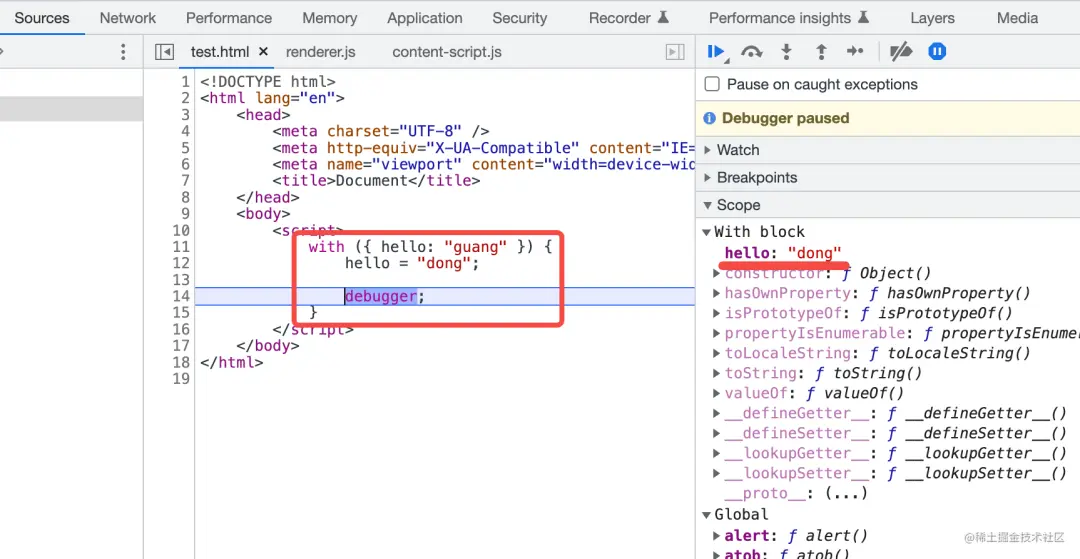 Sources Network Performance Memory Application Security Recorder Performance insights Layers Media
test.html × renderer.js content-script.js
1 <!DOCTYPE html>
2 <html lang="en">
3 <head>
4 <meta charset="UTF-8" />
5 <meta http-equiv="X-UA-Compatible" content="IE=
6 <meta name="viewport" content="width=device-wid
7 <title>Document</title>
8 </head>
9 <body>
10 <script>
11 with ({ hello: "guang" }) {
12 hello = "dong";
13
14 debugger;
15 }
16 </script>
17 </body>
18 </html>
19
Pause on caught exceptions
Debugger paused
Watch
Breakpoints
Scope
With block
hello: "dong"
constructor: ƒ Object()
hasOwnProperty: ƒ hasOwnProperty()
isPrototypeOf: ƒ isPrototypeOf()
propertyIsEnumerable: ƒ propertyIsEnume
toLocaleString: ƒ toLocaleString()
toString: ƒ toString()
valueOf: ƒ valueOf()
__defineGetter__: ƒ __defineGetter__()
__defineSetter__: ƒ __defineSetter__()
__lookupGetter__: ƒ __lookupGetter__()
__lookupSetter__: ƒ __lookupSetter__()
__proto__: (...)
Global
alert: ƒ alert()
atob: ƒ atob()
@稀土掘金技术社区